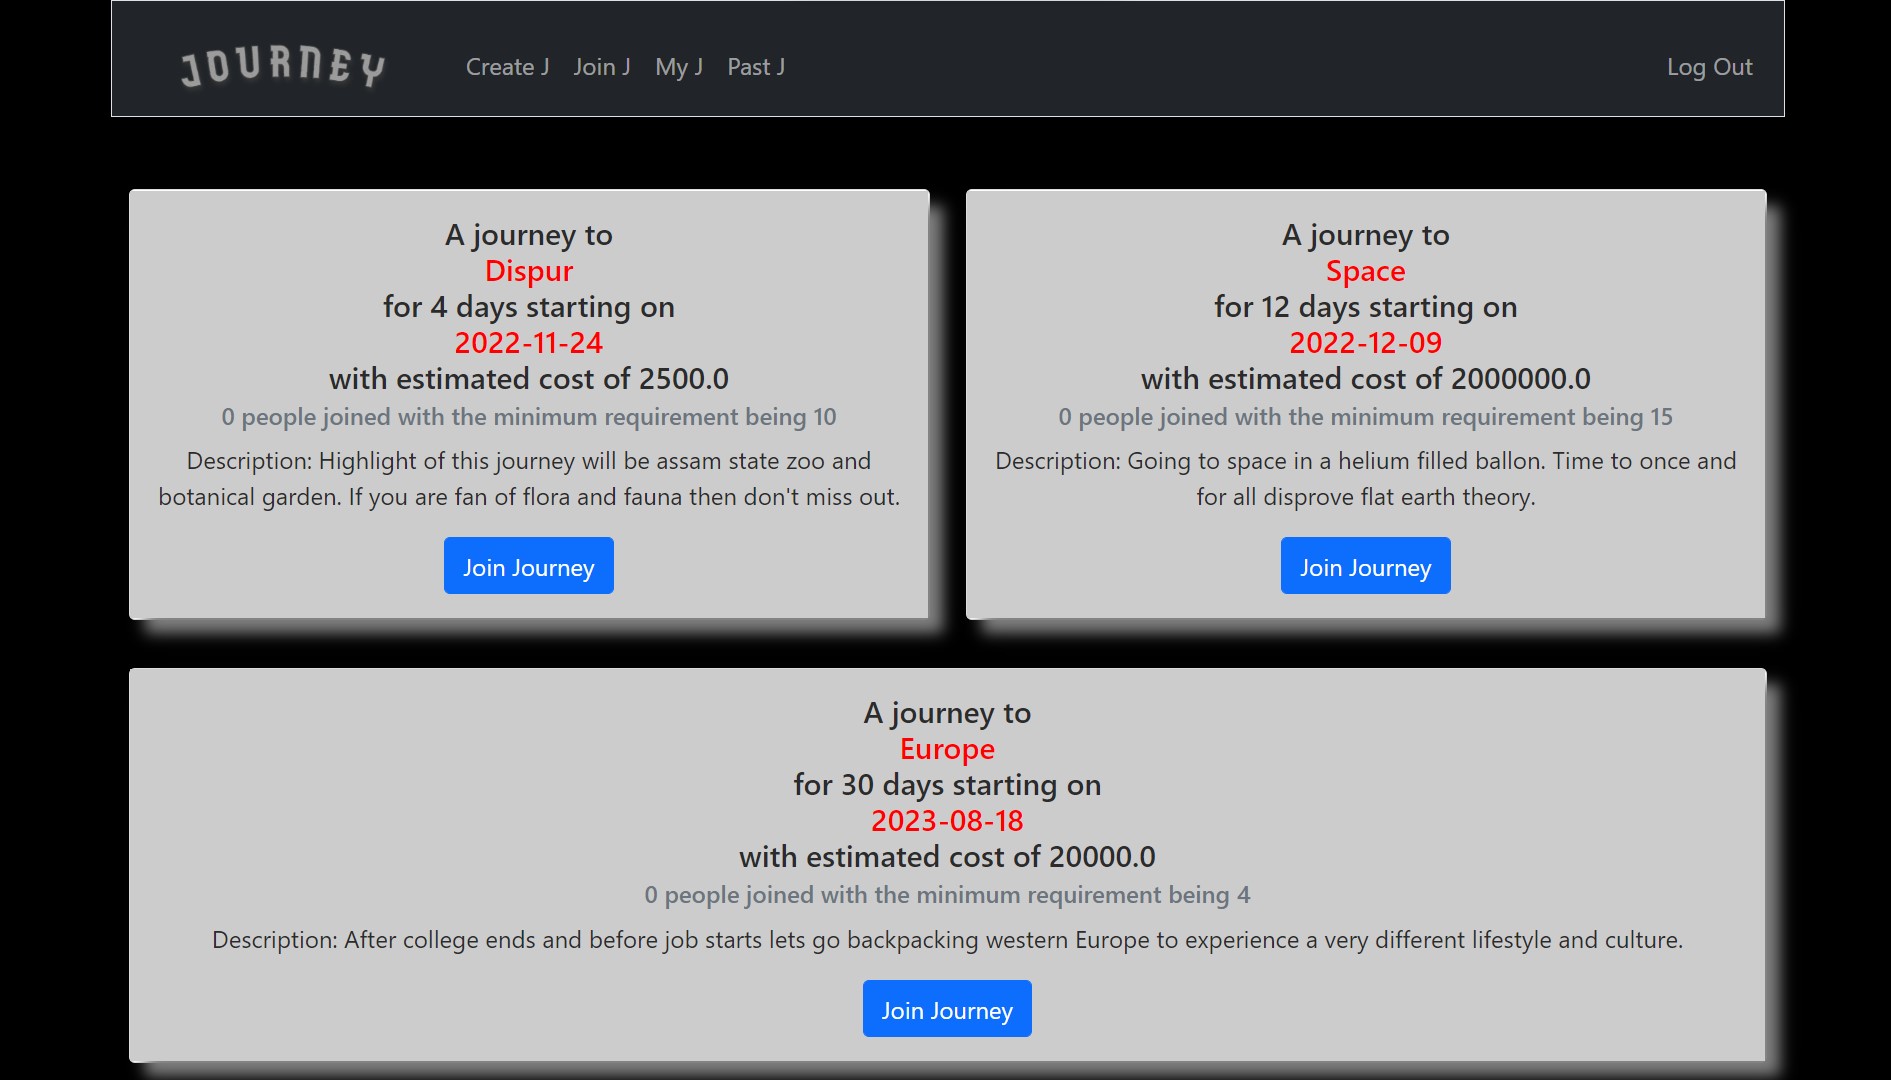 JOURNEY
Create J Join J My J Past J
Log Out
A journey to
Dispur
for 4 days starting on
2022-11-24
with estimated cost of 2500.0
0 people joined with the minimum requirement being 10
Description: Highlight of this journey will be assam state zoo and
botanical garden. If you are fan of flora and fauna then don't miss out.
Join Journey
A journey to
Space
for 12 days starting on
2022-12-09
with estimated cost of 2000000.0
0 people joined with the minimum requirement being 15
Description: Going to space in a helium filled ballon. Time to once and
for all disprove flat earth theory.
Join Journey
A journey to
Europe
for 30 days starting on
2023-08-18
with estimated cost of 20000.0
0 people joined with the minimum requirement being 4
Description: After college ends and before job starts lets go backpacking western Europe to experience a very different lifestyle and culture.
Join Journey